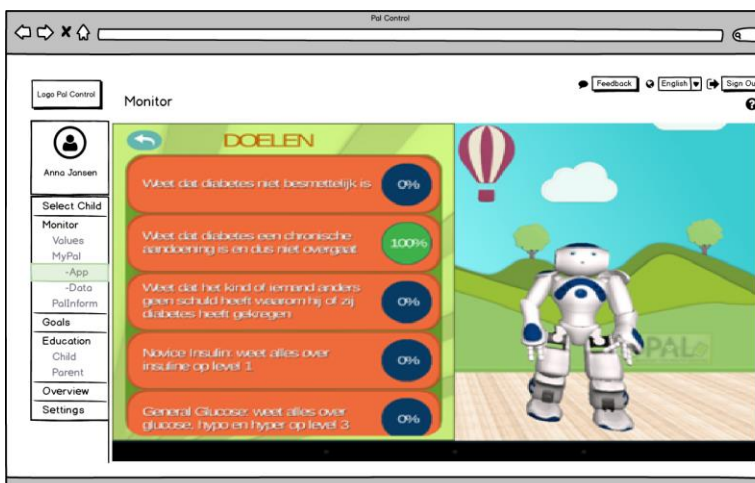 Pal Control
Logo Pal Control
Monitor
Feedback
English
Sign Ou
?
Anna Jansen
Select Child
Monitor
Values
MyPal
-App
-Data
PalInform
Goals
Education
Child
Parent
Overview
Settings
DOELEN
Weet dat diabetes niet besmettelijk is
0%
Weet dat diabetes een chronische
aandoening is en dus niet overgaat
100%
Weet dat het kind of iemand anders
geen schuld heeft waarom hij of zij
diabetes heeft gekregen
0%
Novice Insulin: weet alles over
insuline op level 1
0%
General Glucose: weet alles over
glucose, hypo en hyper op level 3
0%
PAL